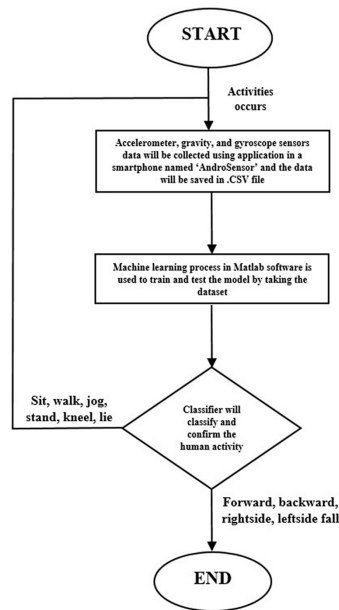 START
Activities
occurs
Accelerometer, gravity, and gyroscope sensors
data will be collected using application in a
smartphone named ‘AndroSensor’ and the data
will be saved in .CSV file
Machine learning process in Matlab software is
used to train and test the model by taking the
dataset
Sit, walk, jog,
stand, kneel, lie
Classifier will
classify and
confirm the
human activity
Forward, backward,
rightside, leftside fall
END